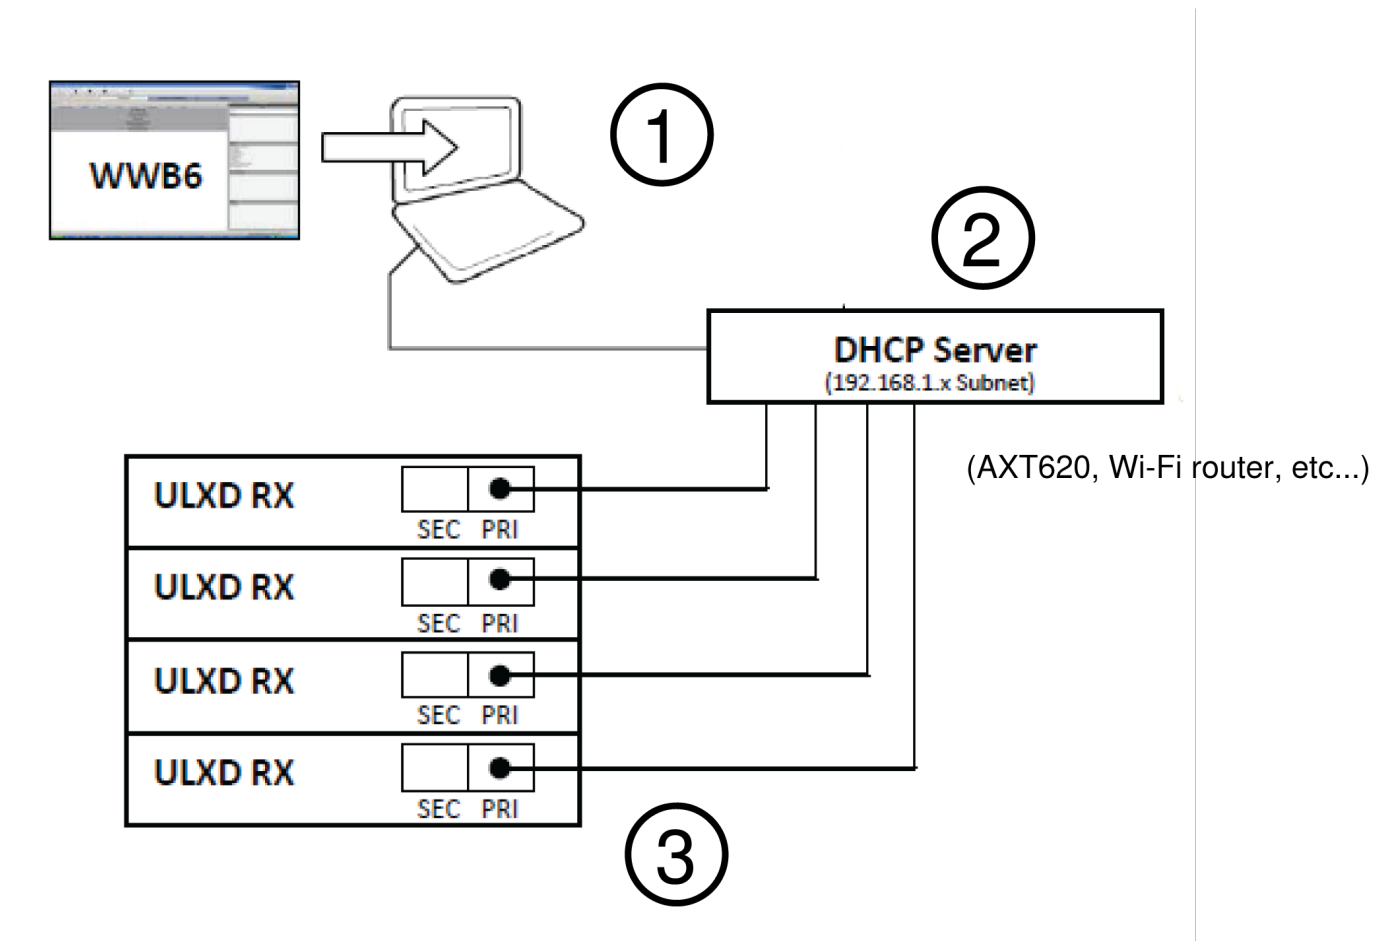 WWB6
1
2
DHCP Server
(192.168.1.x Subnet)
(AXT620, Wi-Fi router, etc...)
ULXD RX
SEC PRI
ULXD RX
SEC PRI
ULXD RX
SEC PRI
ULXD RX
SEC PRI
3